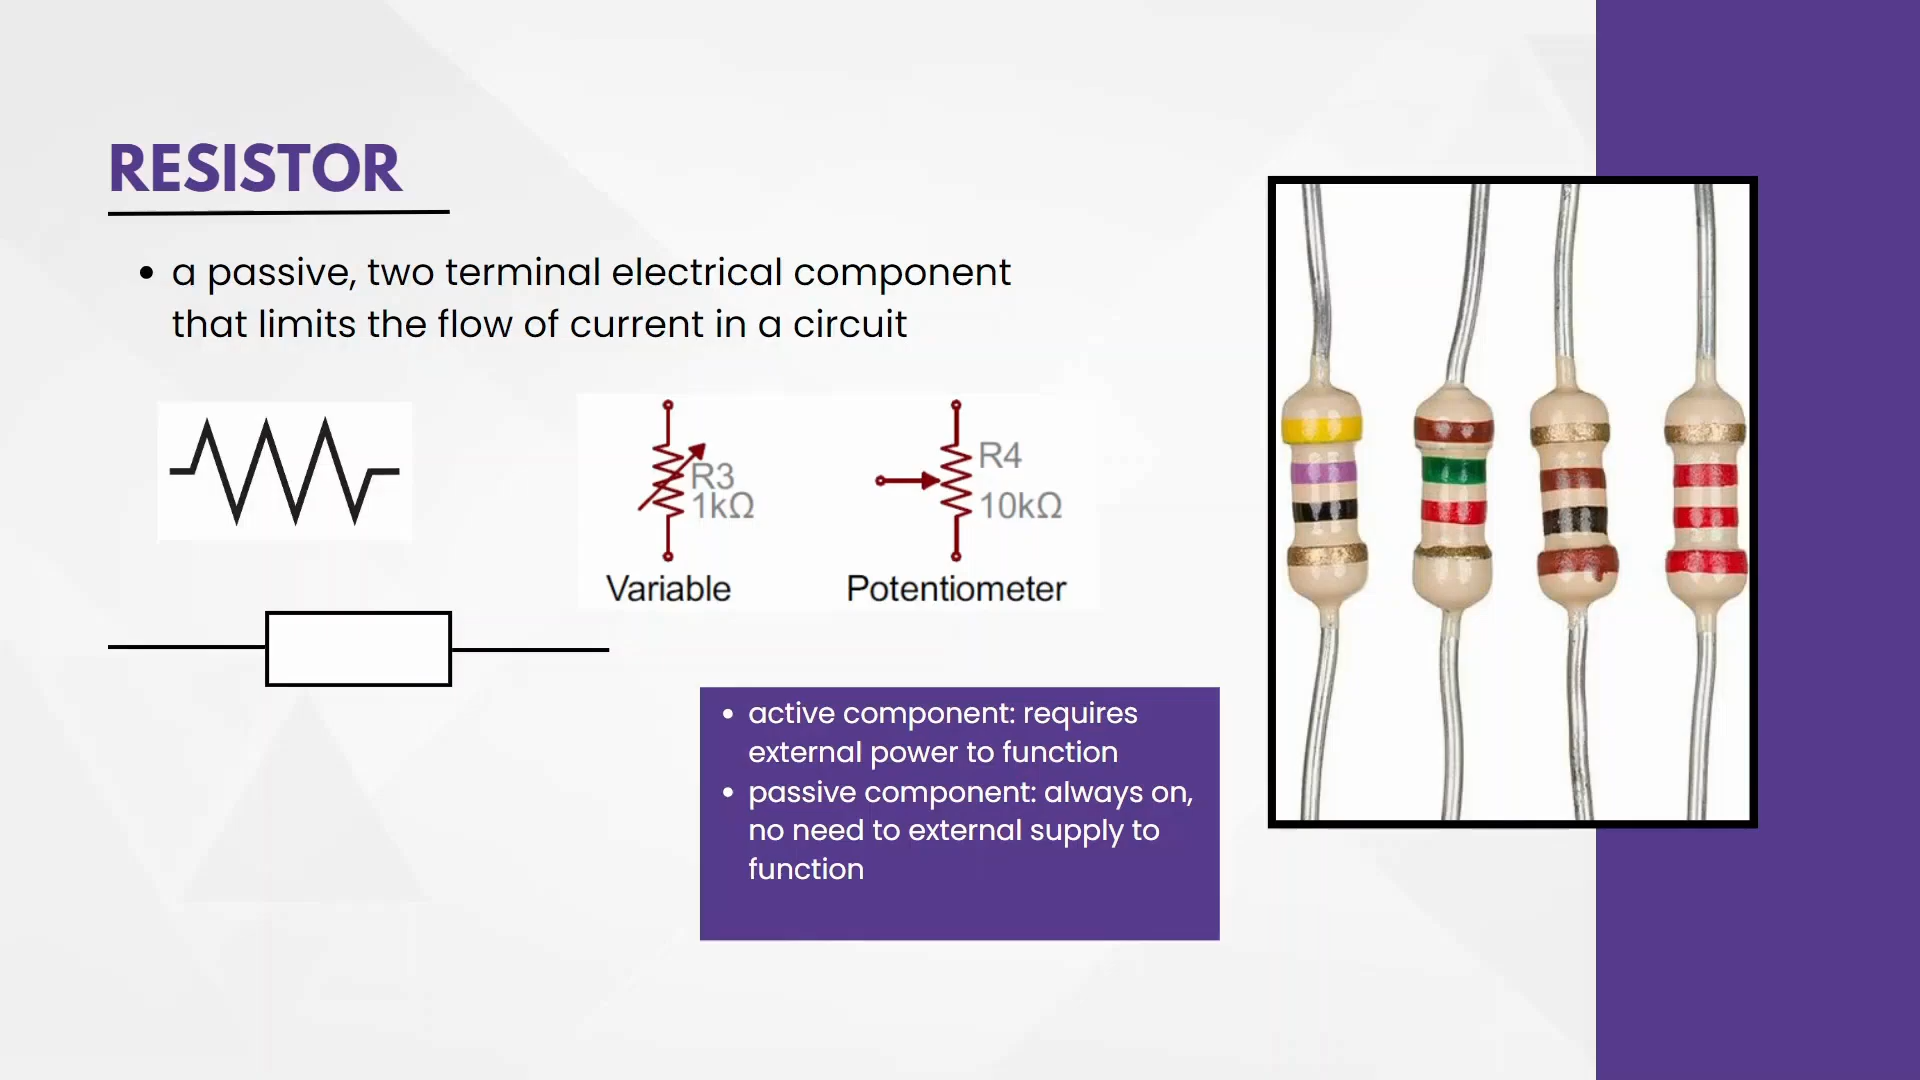 RESISTOR
• a passive, two terminal electrical component
that limits the flow of current in a circuit
R3
1kΩ
Variable
R4
10kΩ
Potentiometer
• active component: requires
external power to function
• passive component: always on,
no need to external supply to
function